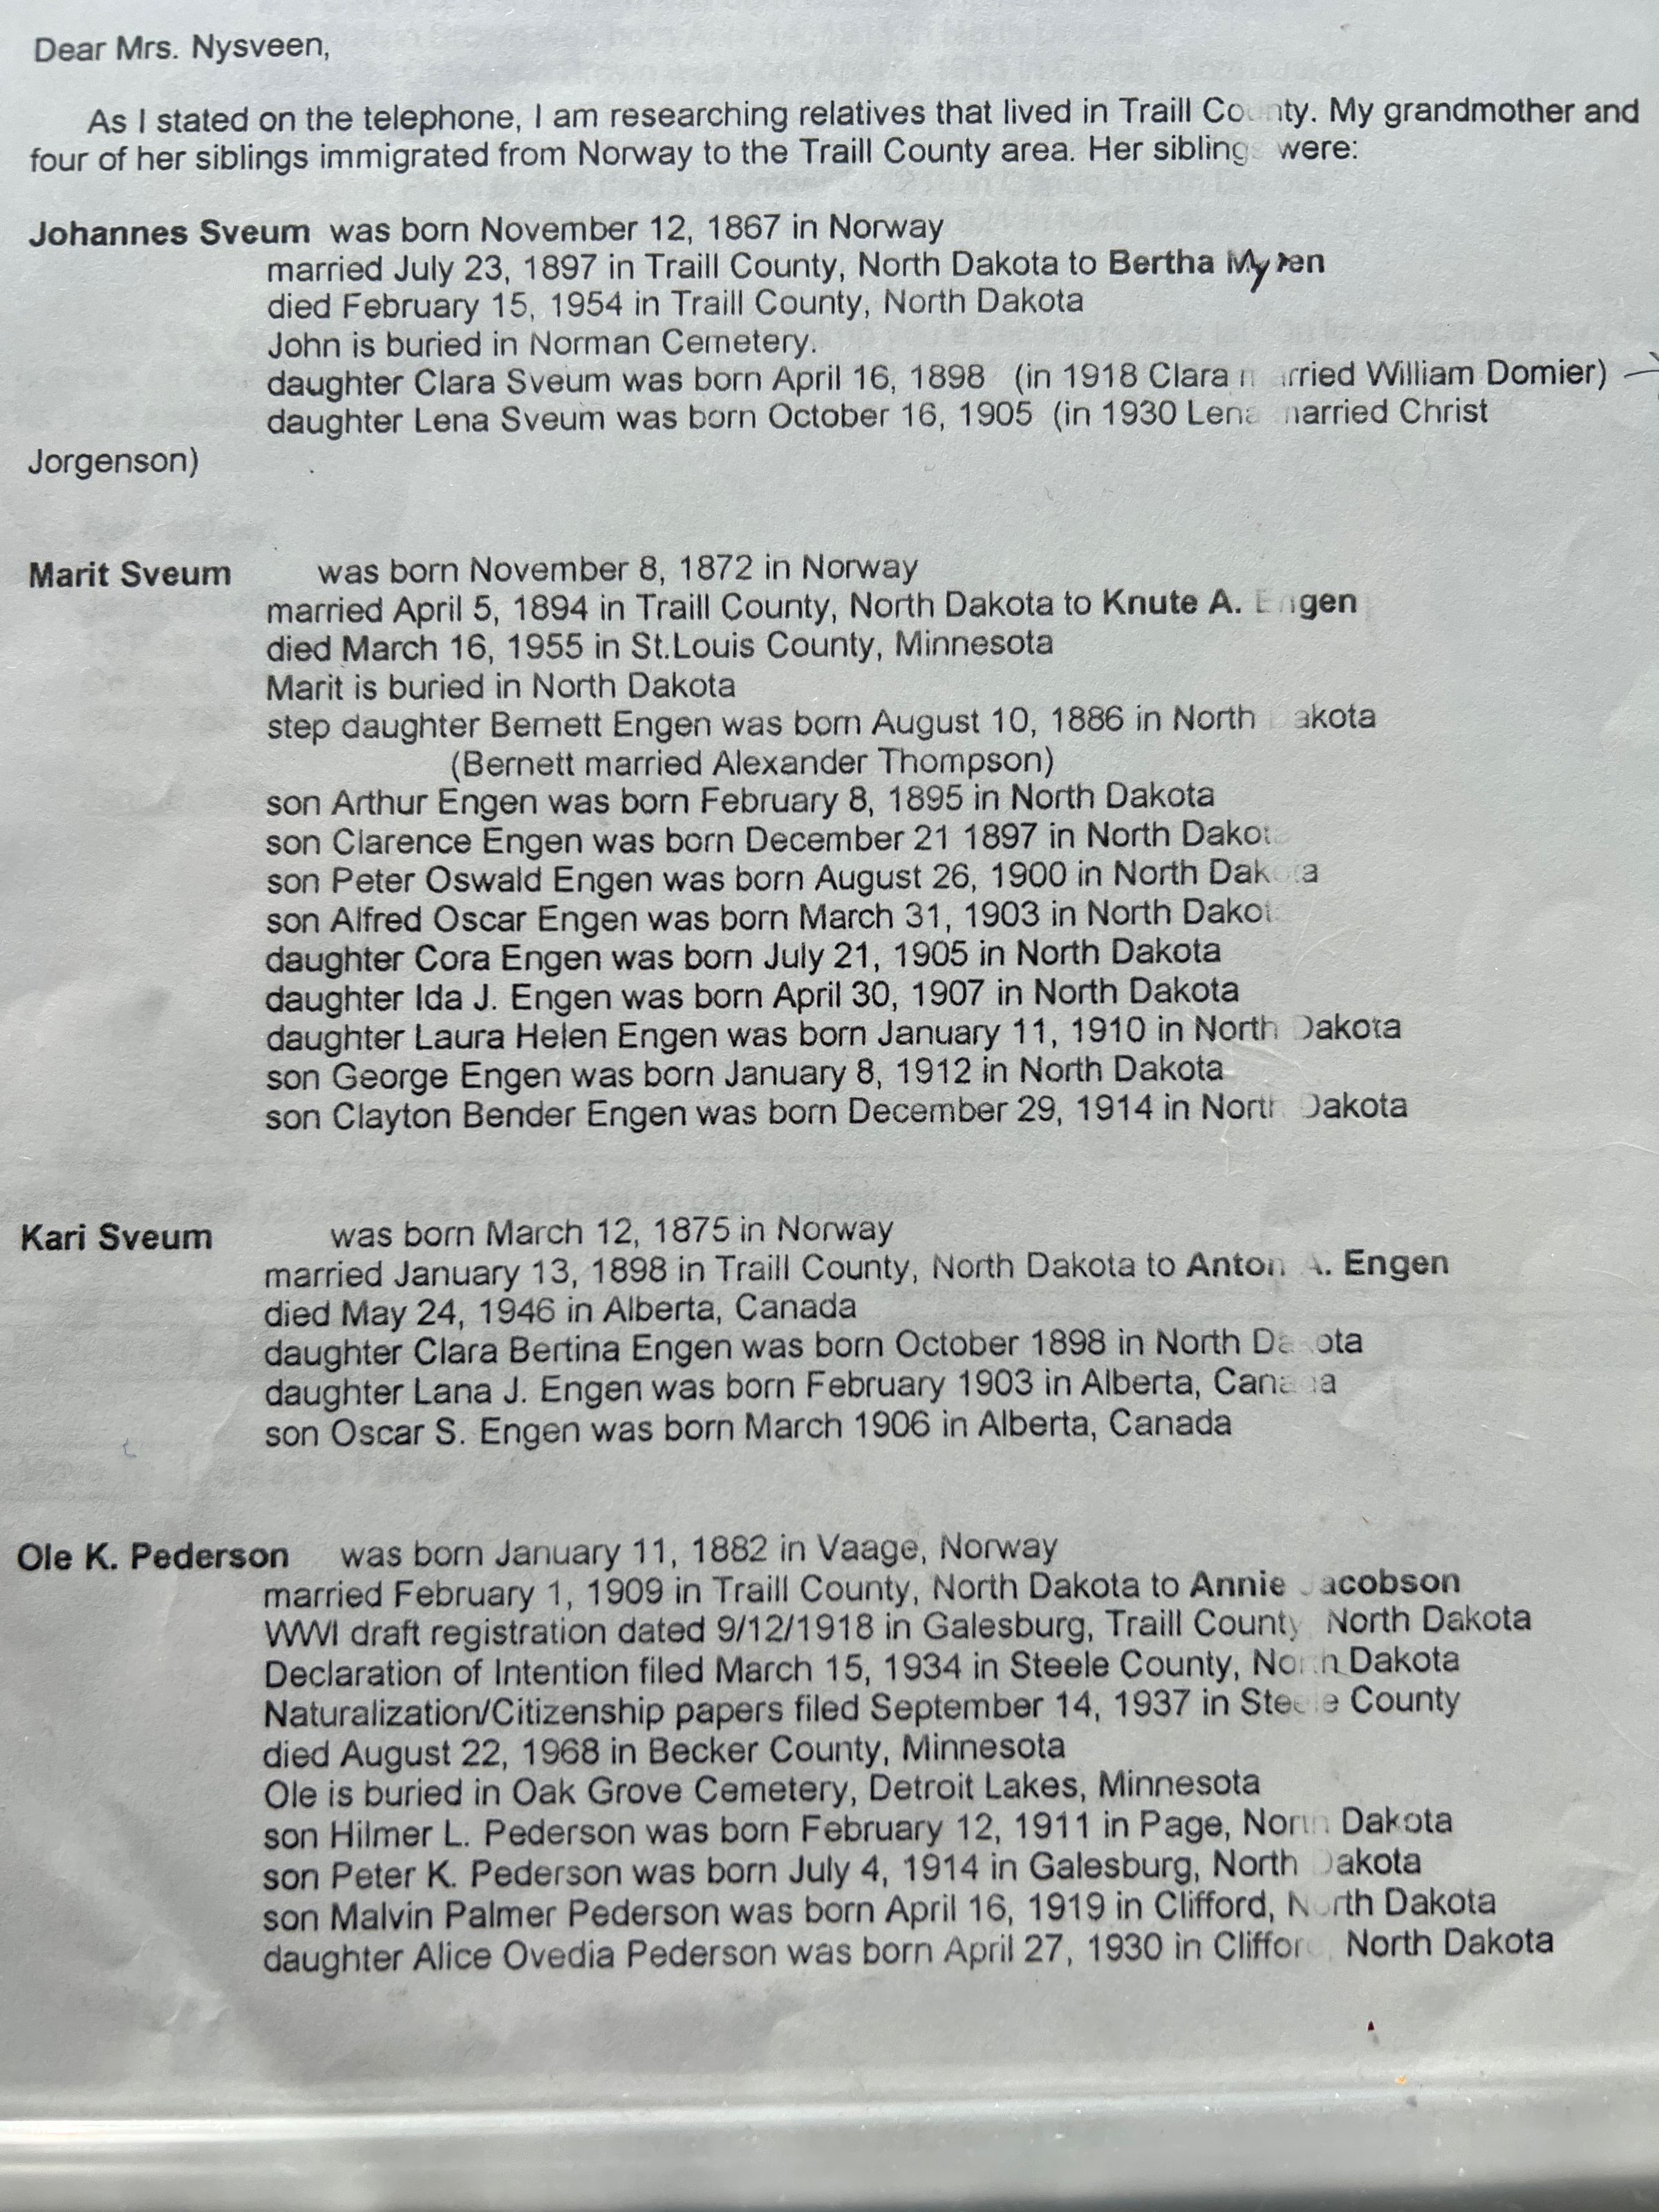 Dear Mrs. Nysveen,
As I stated on the telephone, I am researching relatives that lived in Traill County. My grandmother and
four of her siblings immigrated from Norway to the Traill County area. Her siblings were:
Johannes Sveum was born November 12, 1867 in Norway
married July 23, 1897 in Traill County, North Dakota to Bertha Myren
died February 15, 1954 in Traill County, North Dakota
John is buried in Norman Cemetery.
daughter Clara Sveum was born April 16, 1898 (in 1918 Clara married William Domier)
daughter Lena Sveum was born October 16, 1905 (in 1930 Lena married Christ
Jorgenson)
Marit Sveum was born November 8, 1872 in Norway
married April 5, 1894 in Traill County, North Dakota to Knute A. Engen
died March 16, 1955 in St.Louis County, Minnesota
Marit is buried in North Dakota
step daughter Bernett Engen was born August 10, 1886 in North Dakota
(Bernett married Alexander Thompson)
son Arthur Engen was born February 8, 1895 in North Dakota
son Clarence Engen was born December 21 1897 in North Dakota
son Peter Oswald Engen was born August 26, 1900 in North Dakota
son Alfred Oscar Engen was born March 31, 1903 in North Dakota
daughter Cora Engen was born July 21, 1905 in North Dakota
daughter Ida J. Engen was born April 30, 1907 in North Dakota
daughter Laura Helen Engen was born January 11, 1910 in North Dakota
son George Engen was born January 8, 1912 in North Dakota
son Clayton Bender Engen was born December 29, 1914 in North Dakota
Kari Sveum was born March 12, 1875 in Norway
married January 13, 1898 in Traill County, North Dakota to Anton A. Engen
died May 24, 1946 in Alberta, Canada
daughter Clara Bertina Engen was born October 1898 in North Dakota
daughter Lana J. Engen was born February 1903 in Alberta, Canada
son Oscar S. Engen was born March 1906 in Alberta, Canada
Ole K. Pederson was born January 11, 1882 in Vaage, Norway
married February 1, 1909 in Traill County, North Dakota to Annie Jacobson
WWI draft registration dated 9/12/1918 in Galesburg, Traill County North Dakota
Declaration of Intention filed March 15, 1934 in Steele County, North Dakota
Naturalization/Citizenship papers filed September 14, 1937 in Steele County
died August 22, 1968 in Becker County, Minnesota
Ole is buried in Oak Grove Cemetery, Detroit Lakes, Minnesota
son Hilmer L. Pederson was born February 12, 1911 in Page, North Dakota
son Peter K. Pederson was born July 4, 1914 in Galesburg, North Dakota
son Malvin Palmer Pederson was born April 16, 1919 in Clifford, North Dakota
daughter Alice Ovedia Pederson was born April 27, 1930 in Clifford, North Dakota